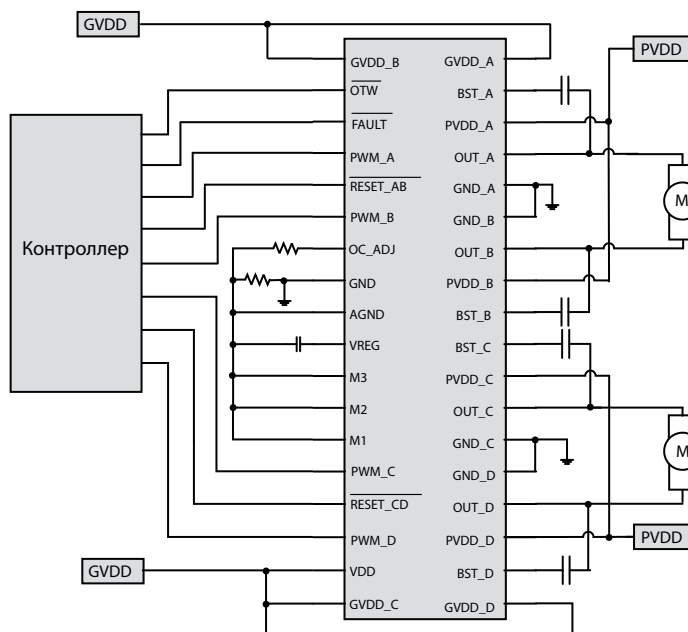 GVDD
PVDD
Контроллер
GVDD_B
OTW
FAULT
PWM_A
RESET_AB
PWM_B
OC_ADJ
GND
AGND
VREG
M3
M2
M1
PWM_C
RESET_CD
PWM_D
VDD
GVDD_C
GVDD_A
BST_A
PVDD_A
OUT_A
GND_A
GND_B
OUT_B
PVDD_B
BST_B
BST_C
PVDD_C
OUT_C
GND_C
GND_D
OUT_D
PVDD_D
BST_D
GVDD_D
M
M
PVDD
GVDD